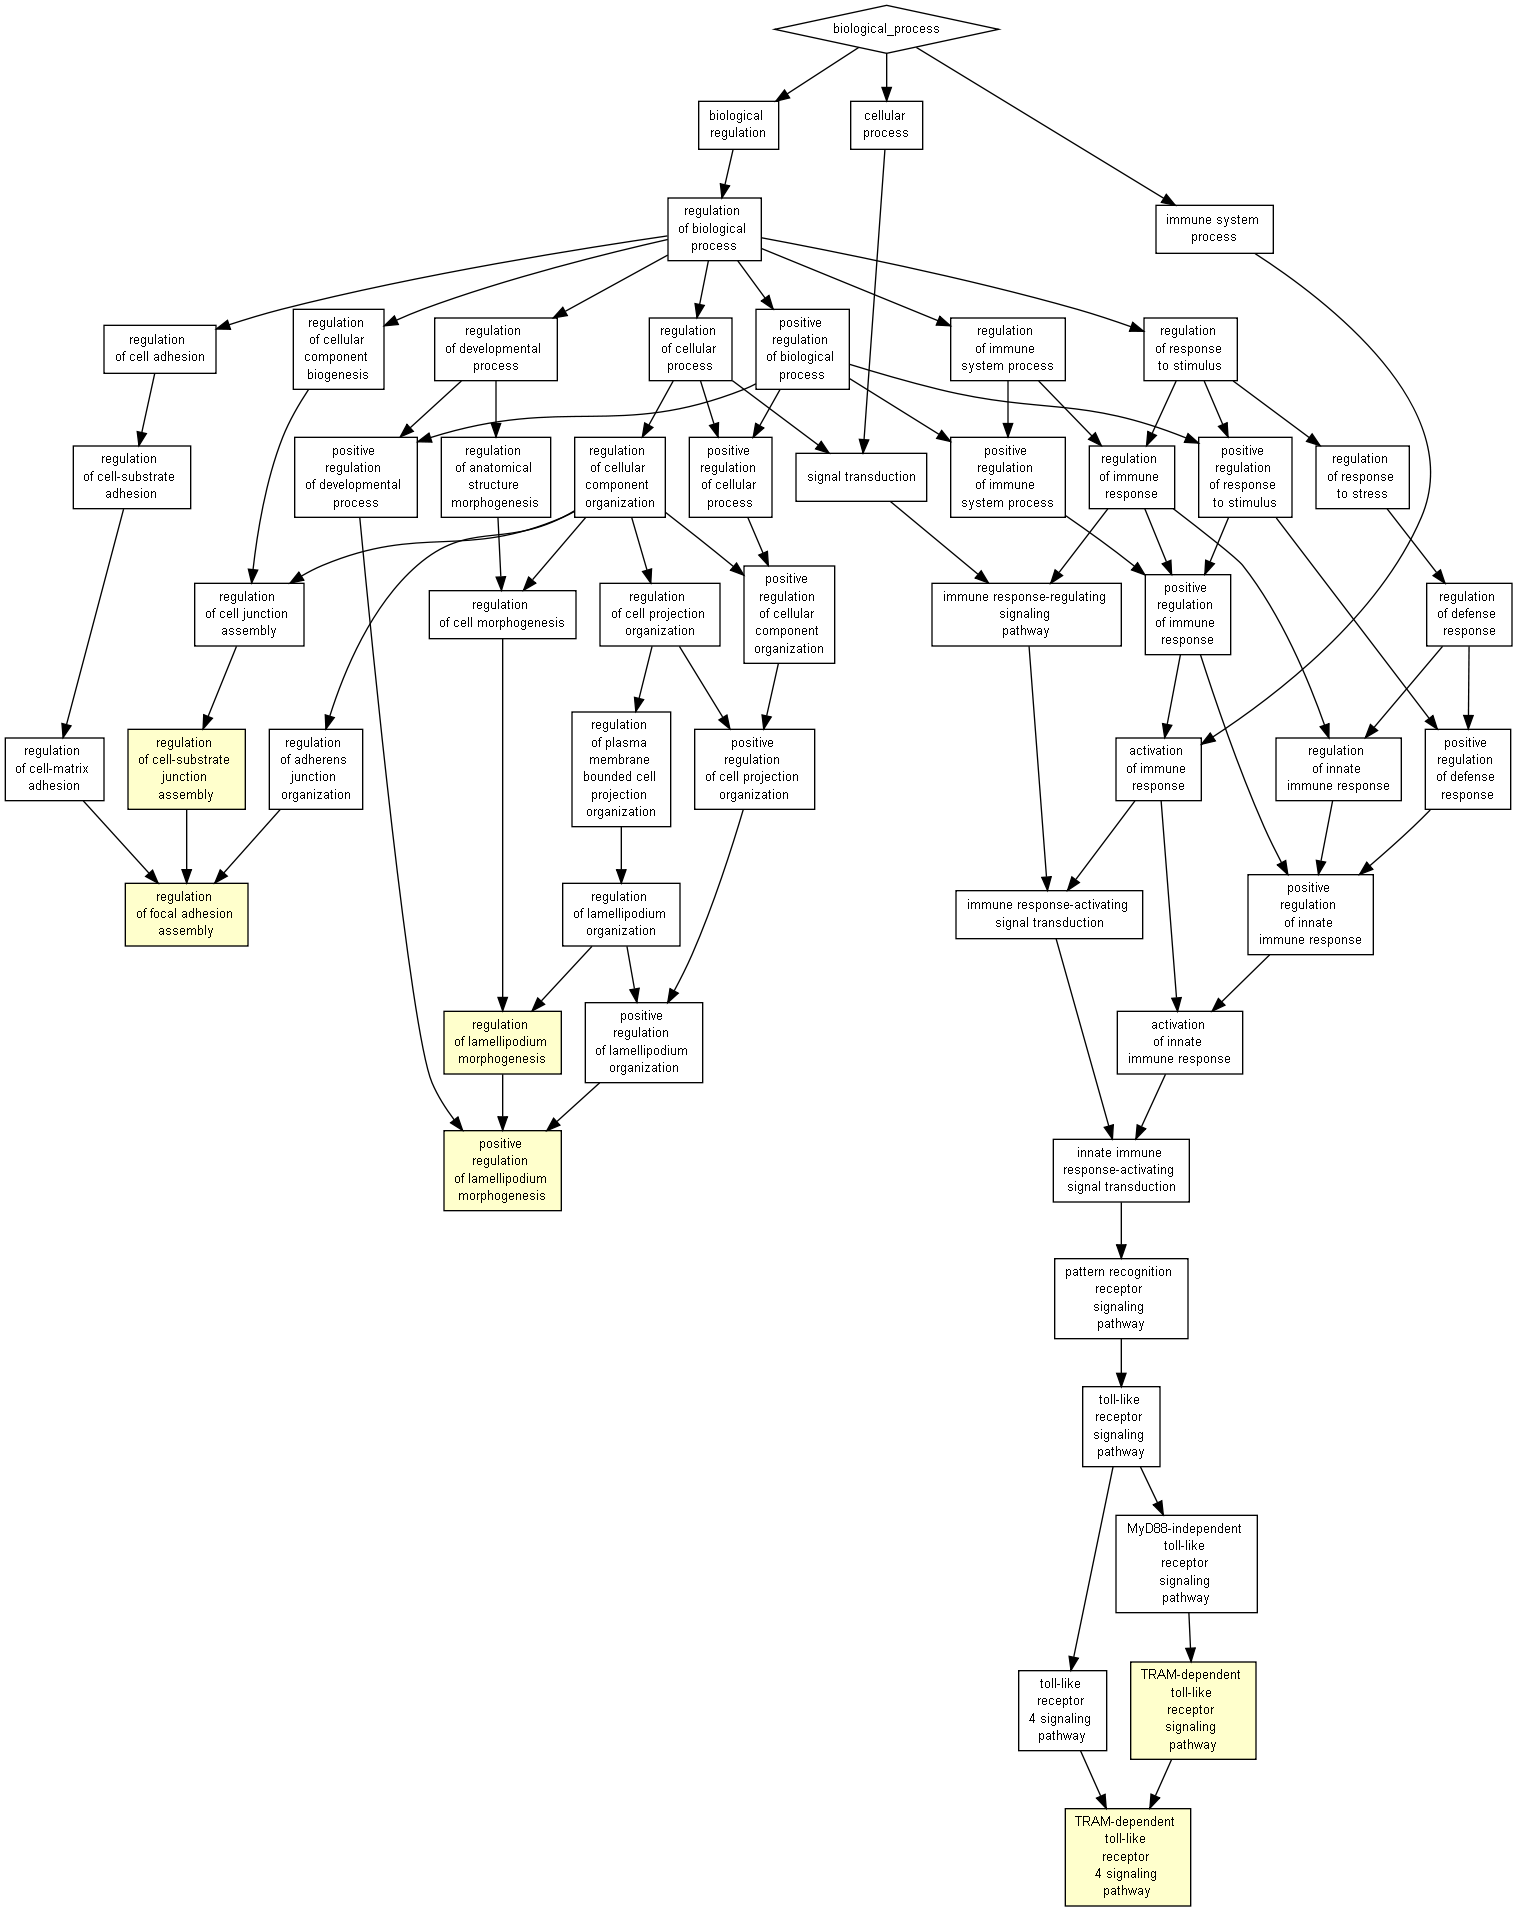 biological_process
biological
regulation
cellular
process
regulation
of biological
process
immune system
process
regulation
of cell adhesion
regulation
of cellular
component
biogenesis
regulation
of developmental
process
regulation
of cellular
process
positive
regulation
of biological
process
regulation
of immune
system process
regulation
of response
to stimulus
regulation
of cell-substrate
adhesion
positive
regulation
of developmental
process
regulation
of anatomical
structure
morphogenesis
regulation
of cellular
component
organization
positive
regulation
of cellular
process
signal transduction
positive
regulation
of immune
system process
regulation
of immune
response
positive
regulation
of response
to stimulus
regulation
of response
to stress
regulation
of cell junction
assembly
regulation
of cell morphogenesis
regulation
of cell projection
organization
positive
regulation
of cellular
component
organization
immune response-regulating
signaling
pathway
positive
regulation
of immune
response
regulation
of defense
response
regulation
of cell-matrix
adhesion
regulation
of cell-substrate
junction
assembly
regulation
of adherens
junction
organization
regulation
of plasma
membrane
bounded cell
projection
organization
positive
regulation
of cell projection
organization
activation
of immune
response
regulation
of innate
immune response
positive
regulation
of defense
response
regulation
of focal adhesion
assembly
regulation
of lamellipodium
organization
immune response-activating
signal transduction
positive
regulation
of innate
immune response
regulation
of lamellipodium
morphogenesis
positive
regulation
of lamellipodium
organization
activation
of innate
immune response
positive
regulation
of lamellipodium
morphogenesis
innate immune
response-activating
signal transduction
pattern recognition
receptor
signaling
pathway
toll-like
receptor
signaling
pathway
MyD88-independent
toll-like
receptor
signaling
pathway
toll-like
receptor
4 signaling
pathway
TRAM-dependent
toll-like
receptor
signaling
pathway
TRAM-dependent
toll-like
receptor
4 signaling
pathway